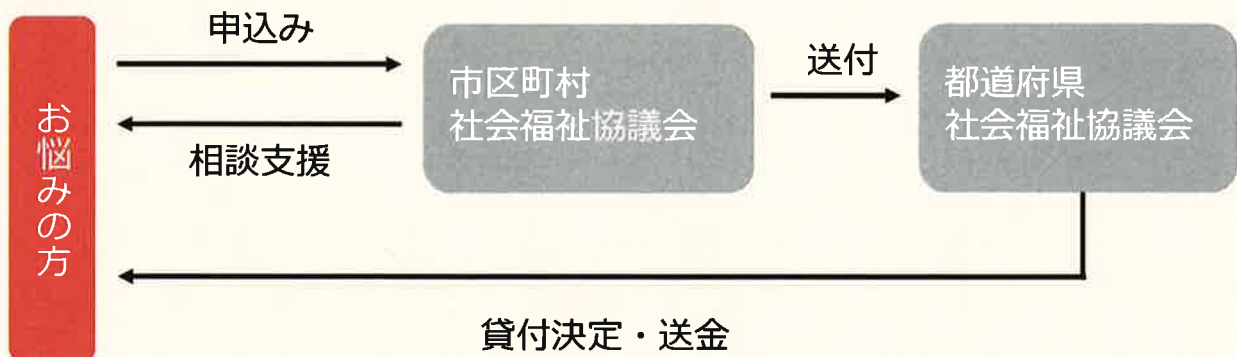 お悩みの方
申込み
相談支援
市区町村
社会福祉協議会
送付
都道府県
社会福祉協議会
貸付決定・送金